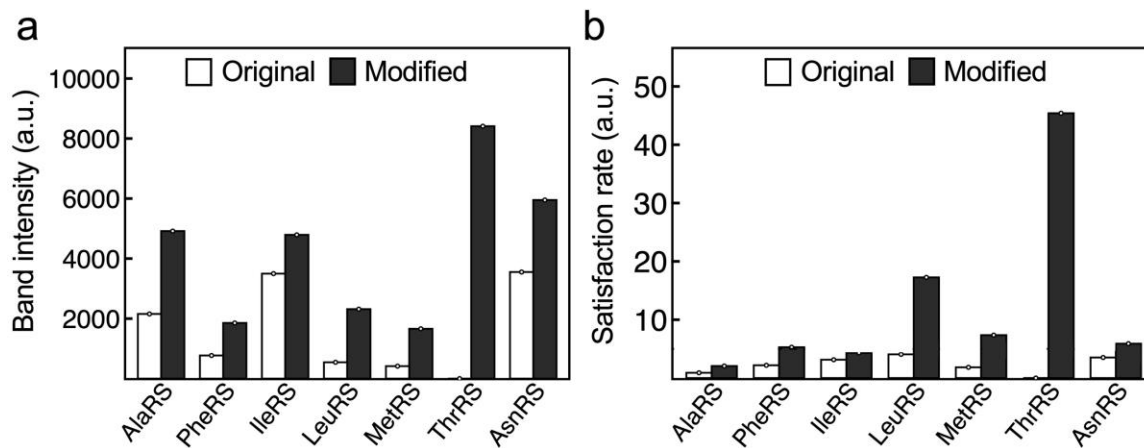 a
Band intensity (a.u.)
10000
8000
6000
4000
2000
Original Modified
AlaRS PheRS IleRS LeuRS MetRS ThrRS AsnRS
b
Satisfaction rate (a.u.)
50
40
30
20
10
Original Modified
AlaRS PheRS IleRS LeuRS MetRS ThrRS AsnRS